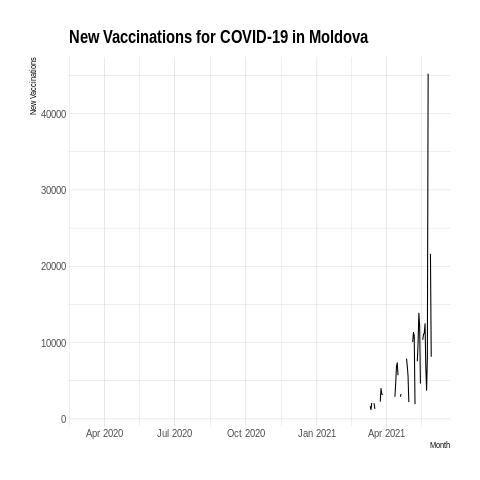 New Vaccinations for COVID-19 in Moldova
New Vaccinations
40000
30000
20000
10000
0
Apr 2020 Jul 2020 Oct 2020 Jan 2021 Apr 2021
Month